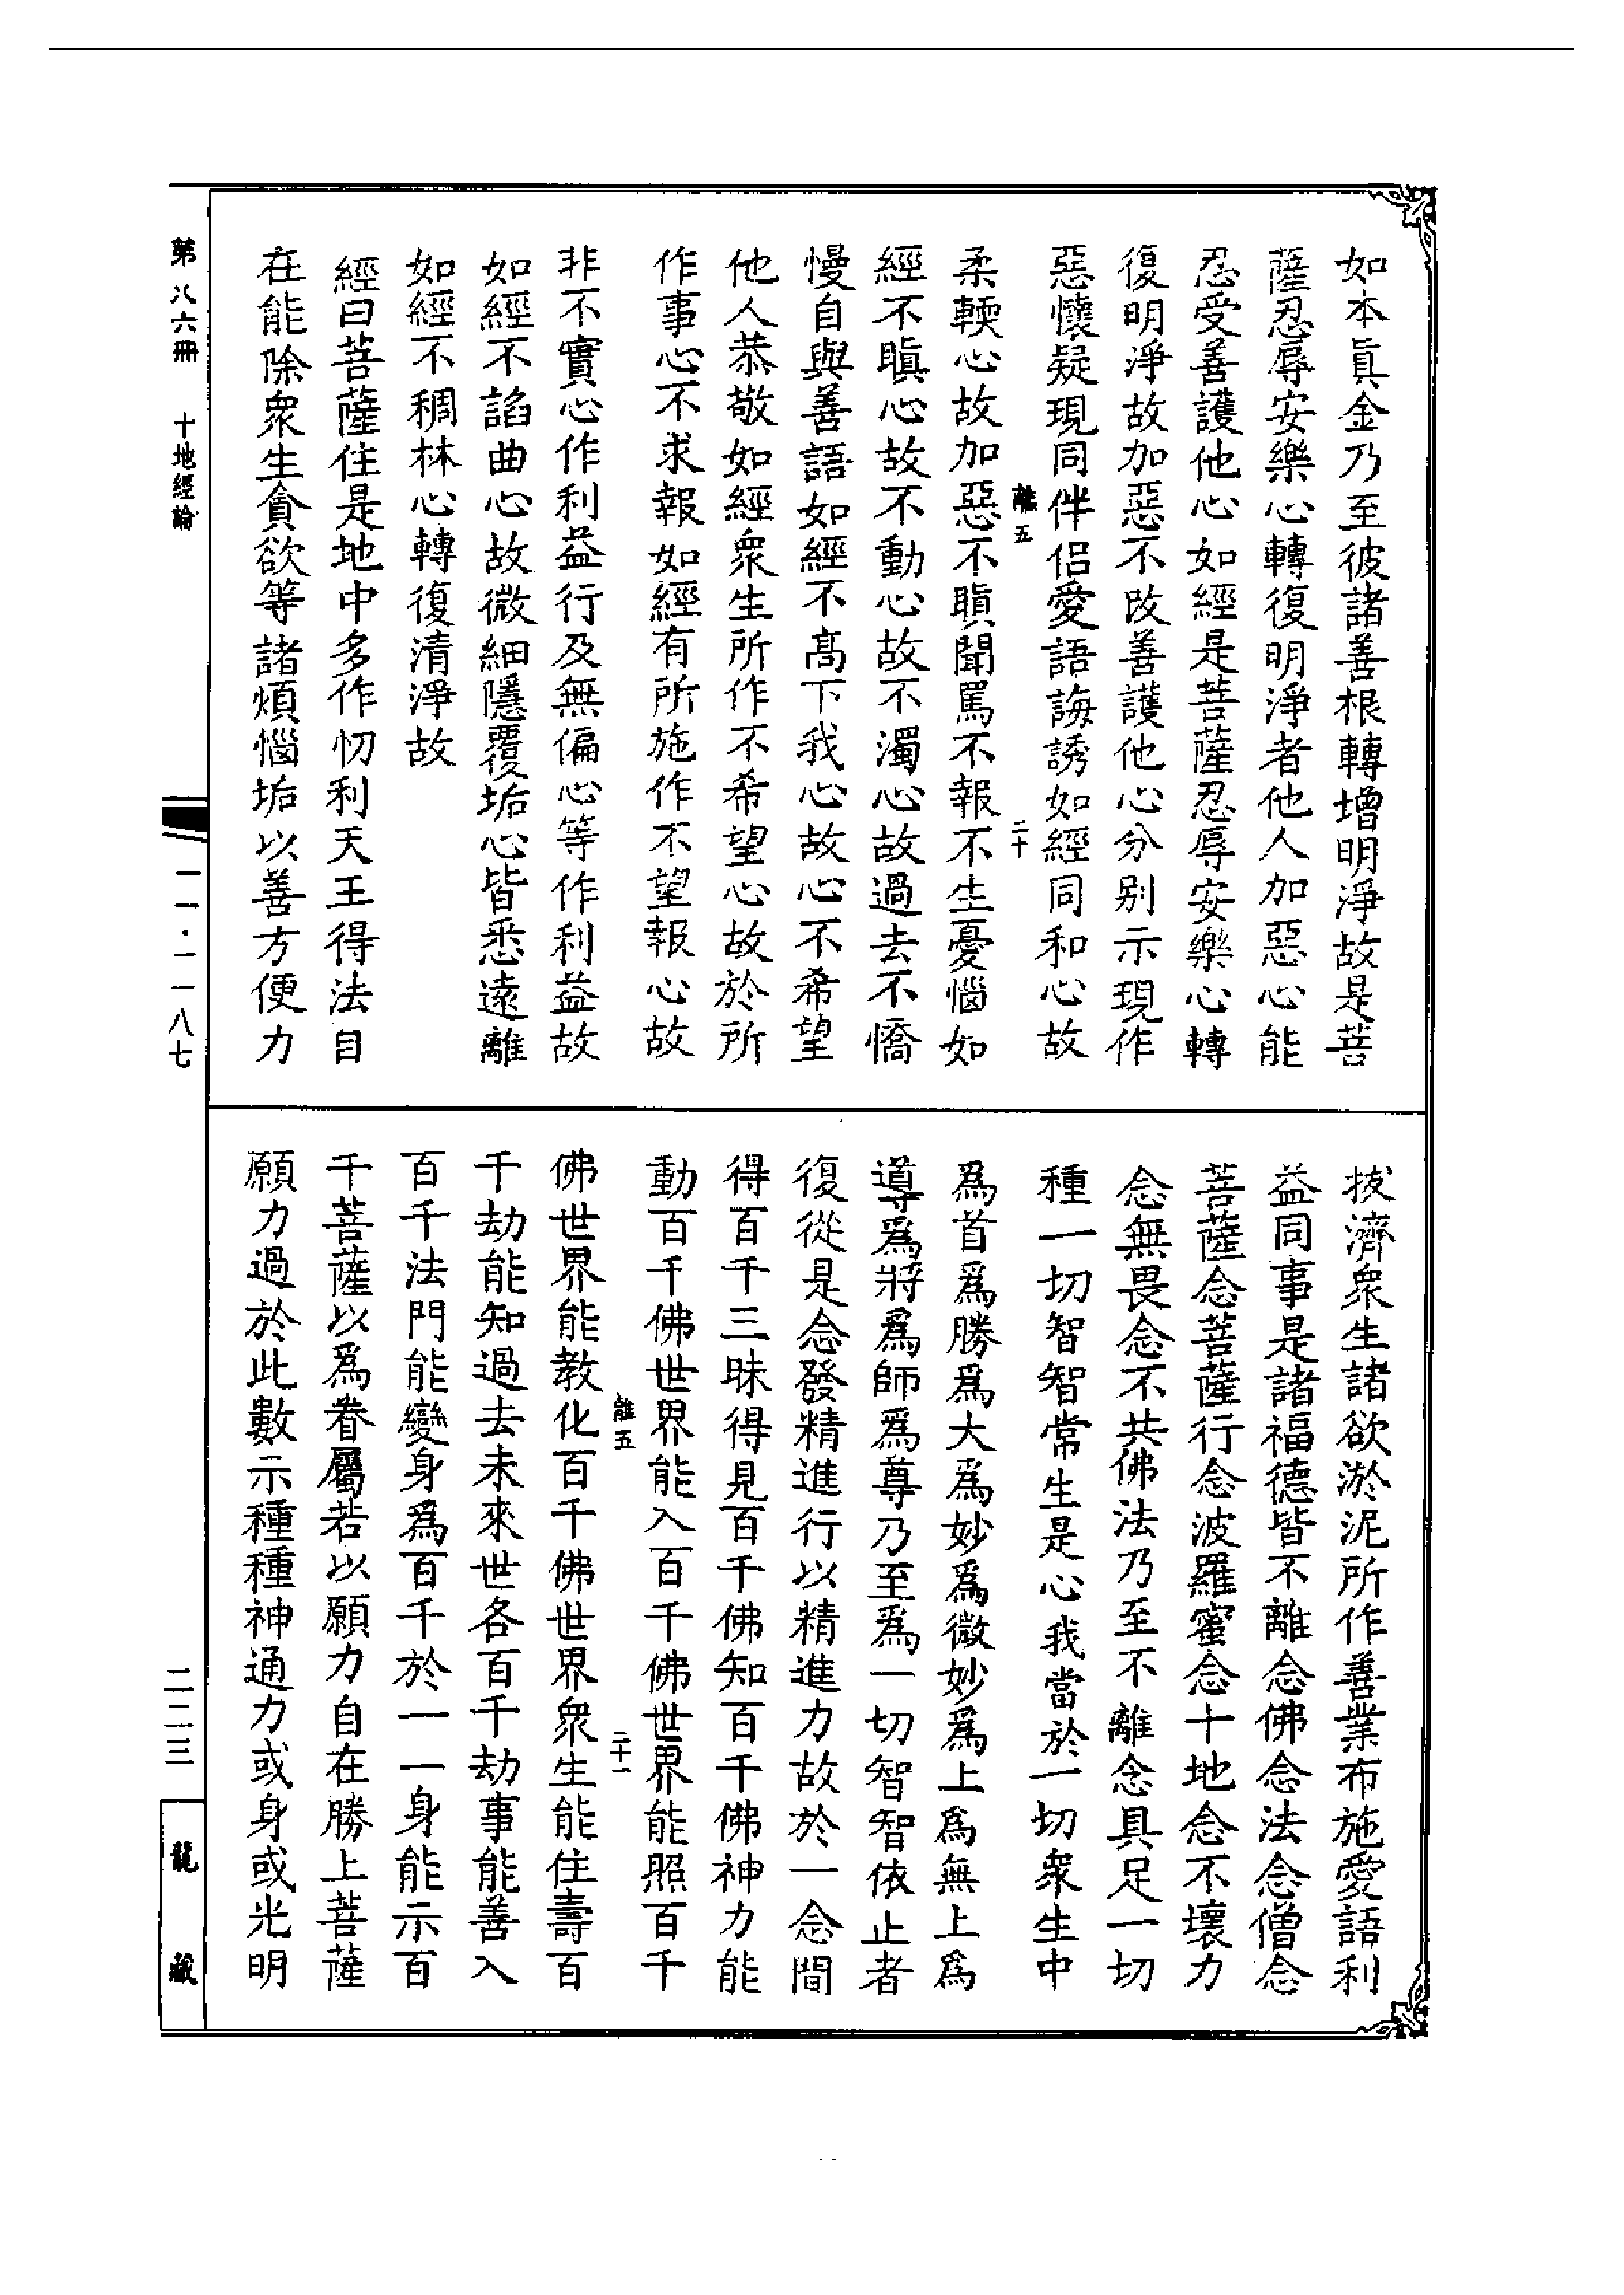 如本眞金乃至彼諸善根轉增明淨故是菩
薩忍辱安樂心轉復明淨者他人加惡心能
忍受善護他心如經是菩薩忍辱安樂心轉
復明淨故加惡不改善護他心分別示現作
惡懷疑現同伴侶愛語誨誘如經同和心故
離五
二十
柔輭心故加惡不瞋聞罵不報不生憂惱如
經不瞋心故不動心故不濁心故過去不憍
慢自與善語如經不髙下我心故心不希望
他人恭敬如經衆生所作不希望心故於所
作事心不求報如經有所施作不望報心故
非不實心作利益行及無偏心等作利益故
如經不諂曲心故微細隱覆垢心皆悉遠離
如經不稠林心轉復清淨故
經曰菩薩住是地中多作忉利天王得法自
在能除衆生貪欲等諸煩惱垢以善方便力
拔濟衆生諸欲淤泥所作善業布施愛語利
益同事是諸福德皆不離念佛念法念僧念
菩薩念菩薩行念波羅蜜念十地念不壞力
念無畏念不共佛法乃至不離念具足一切
種一切智智常生是心我當於一切衆生中
爲首爲勝爲大爲妙爲微妙爲上爲無上爲
導爲將爲師爲尊乃至爲一切智智依止者
復從是念發精進行以精進力故於一念間
得百千三昧得見百千佛知百千佛神力能
動百千佛世界能入百千佛世界能照百千
離五
二十一
佛世界能教化百千佛世界衆生能住壽百
千劫能知過去未來世各百千劫事能善入
百千法門能變身爲百千於一一身能示百
千菩薩以爲眷屬若以願力自在勝上菩薩
願力過於此數示種種神通力或身或光明
第八六冊
十地經論
一一·一一八七
二二三
龍藏